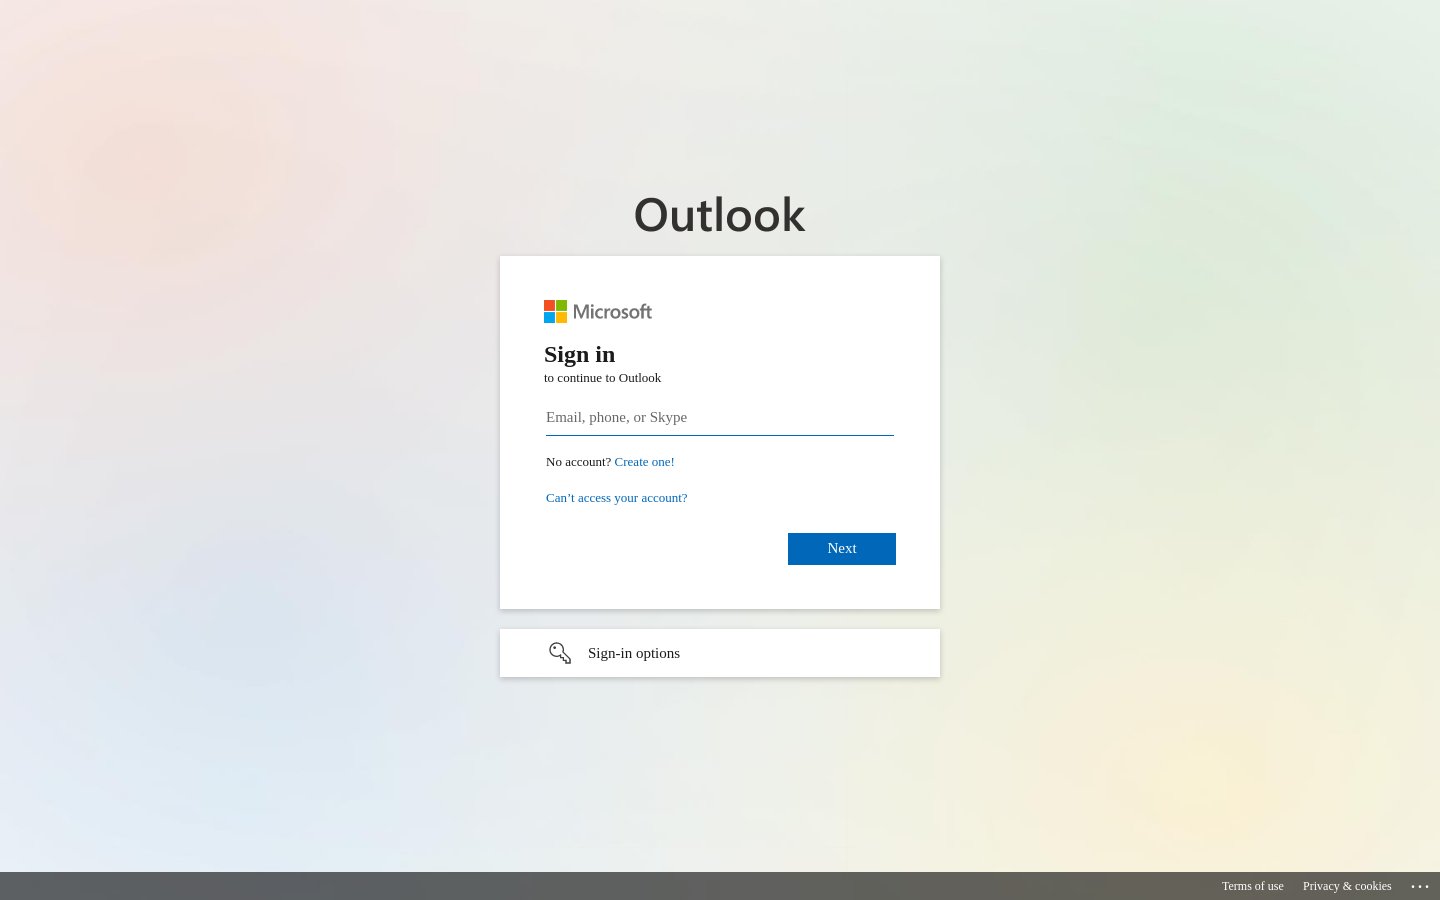 Outlook
Microsoft
Sign in
to continue to Outlook
Email, phone, or Skype
No account? Create one!
Can’t access your account?
Next
Sign-in options
Terms of use Privacy & cookies ...